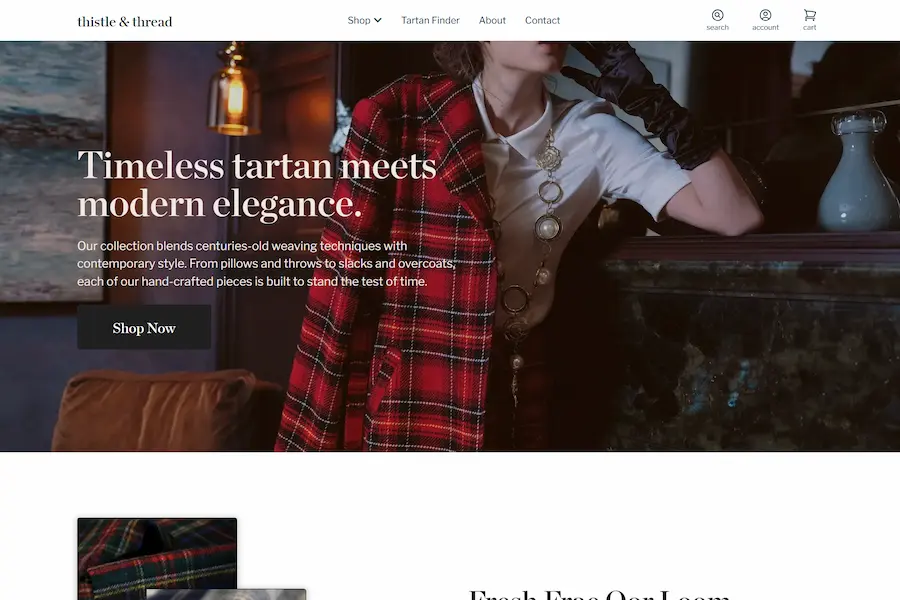 thistle & thread
Shop
Tartan Finder
About
Contact
search
account
cart
Timeless tartan meets
modern elegance.
Our collection blends centuries-old weaving techniques with
contemporary style. From pillows and throws to slacks and overcoats,
each of our hand-crafted pieces is built to stand the test of time.
Shop Now
Fresh Frae Oor Loom